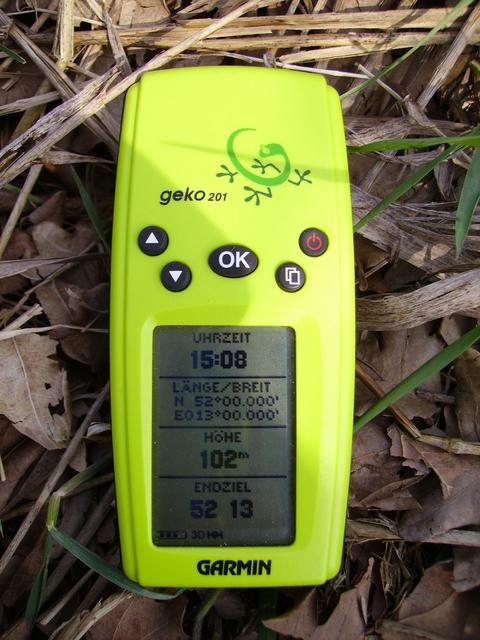 geko 201
OK
UHRZEIT
15:08
LÄNGE/BREIT
N 52°00.000'
E013°00.000'
HÖHE
102m
ENDZIEL
52 13
3D
GARMIN